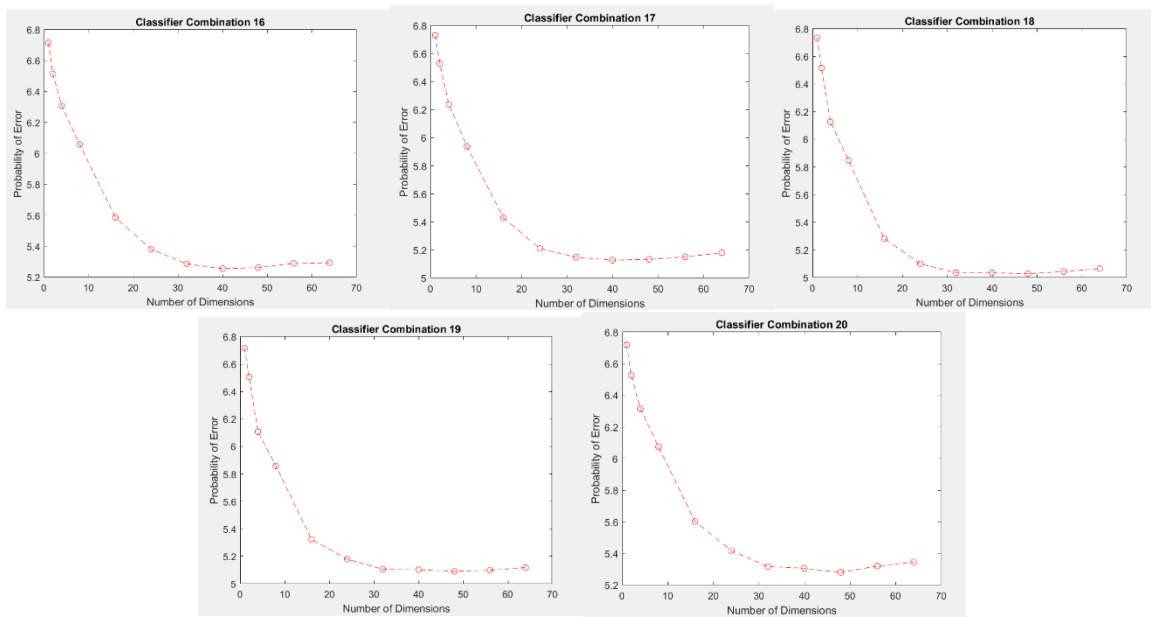 Classifier Combination 16
6.8
6.6
6.4
6.2
6
5.8
5.6
5.4
5.2
0 10 20 30 40 50 60 70
Probability of Error
Number of Dimensions
Classifier Combination 17
6.8
6.6
6.4
6.2
6
5.8
5.6
5.4
5.2
5
0 10 20 30 40 50 60 70
Probability of Error
Number of Dimensions
Classifier Combination 18
6.8
6.6
6.4
6.2
6
5.8
5.6
5.4
5.2
5
0 10 20 30 40 50 60 70
Probability of Error
Number of Dimensions
Classifier Combination 19
6.8
6.6
6.4
6.2
6
5.8
5.6
5.4
5.2
5
0 10 20 30 40 50 60 70
Probability of Error
Number of Dimensions
Classifier Combination 20
6.8
6.6
6.4
6.2
6
5.8
5.6
5.4
5.2
0 10 20 30 40 50 60 70
Probability of Error
Number of Dimensions